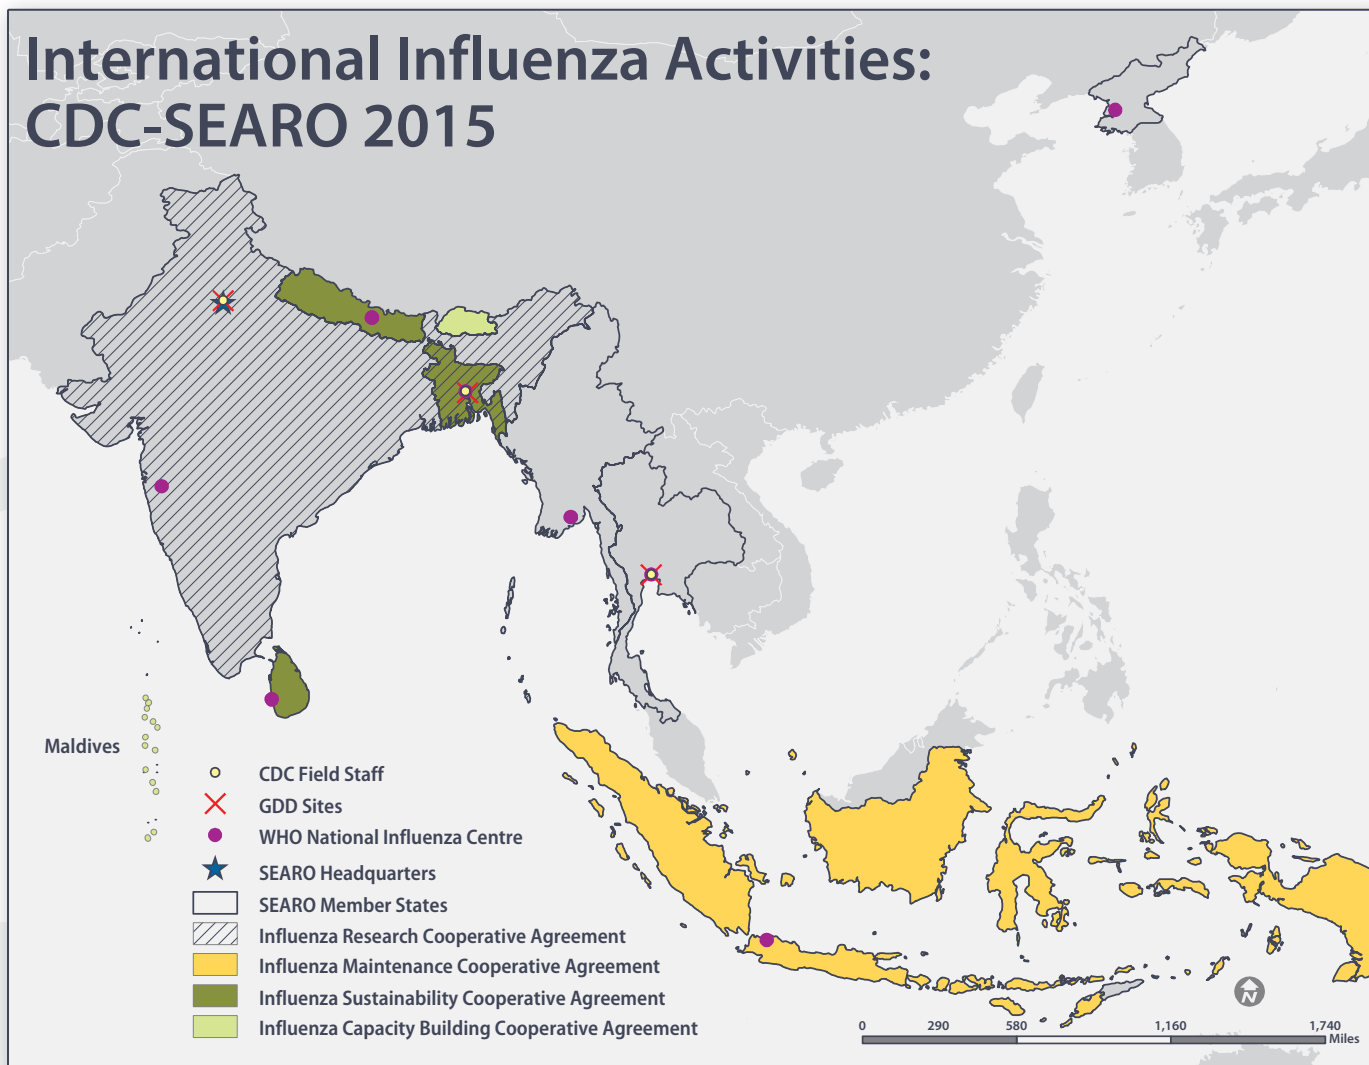 International Influenza Activities:
CDC-SEARO 2015
Maldives
CDC Field Staff
GDD Sites
WHO National Influenza Centre
SEARO Headquarters
SEARO Member States
Influenza Research Cooperative Agreement
Influenza Maintenance Cooperative Agreement
Influenza Sustainability Cooperative Agreement
Influenza Capacity Building Cooperative Agreement
N
0 290 580 1,160 1,740
Miles